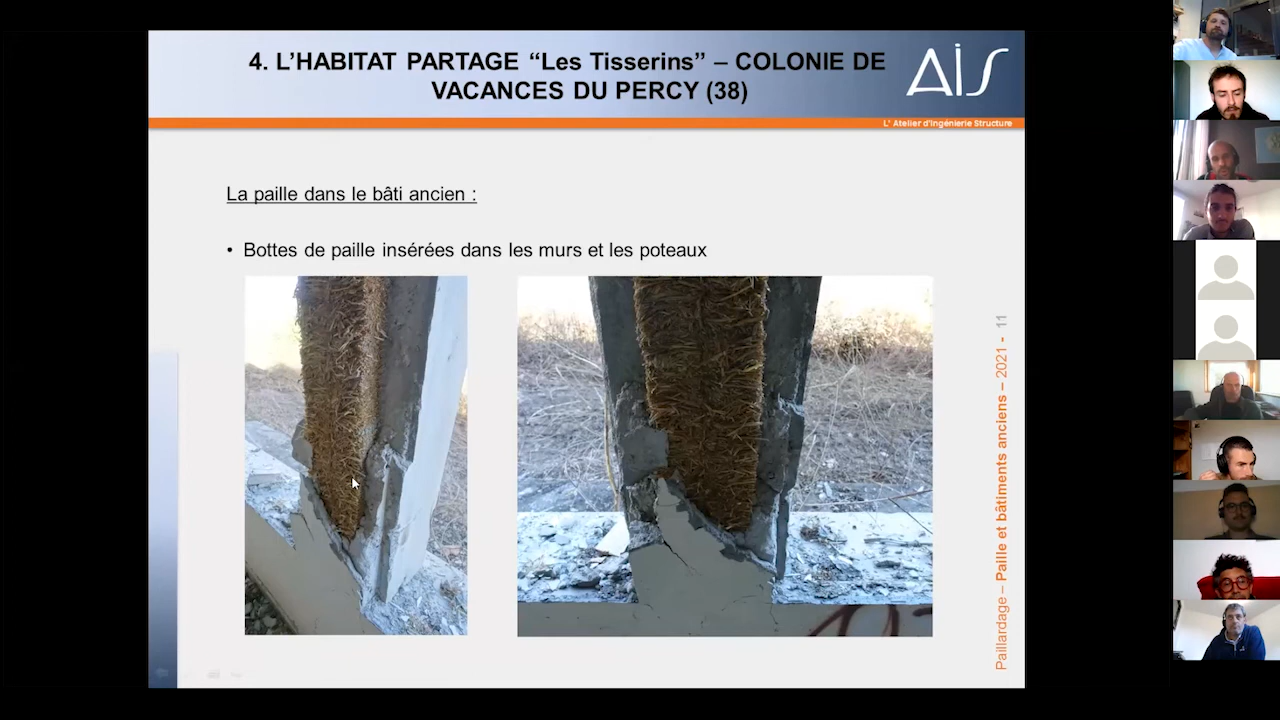 4. L'HABITAT PARTAGE “Les Tisserins” – COLONIE DE
VACANCES DU PERCY (38)
AiS
L' Atelier d'Ingénierie Structure
La paille dans le bâti ancien :
• Bottes de paille insérées dans les murs et les poteaux
Paillardage – Paille et bâtiments anciens – 2021 - 11